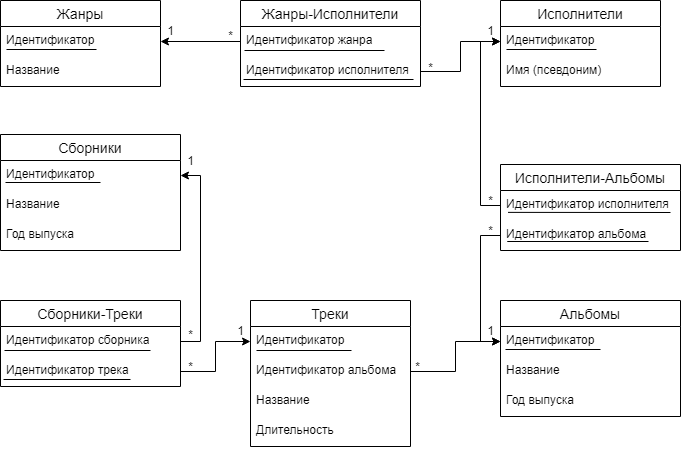 Жанры
Идентификатор
Название
1
*
Жанры-Исполнители
Идентификатор жанра
Идентификатор исполнителя
*
1
Исполнители
Идентификатор
Имя (псевдоним)
Сборники
Идентификатор
Название
Год выпуска
1
Исполнители-Альбомы
Идентификатор исполнителя
Идентификатор альбома
*
*
Сборники-Треки
Идентификатор сборника
Идентификатор трека
*
*
1
Треки
Идентификатор
Идентификатор альбома
Название
Длительность
*
1
Альбомы
Идентификатор
Название
Год выпуска